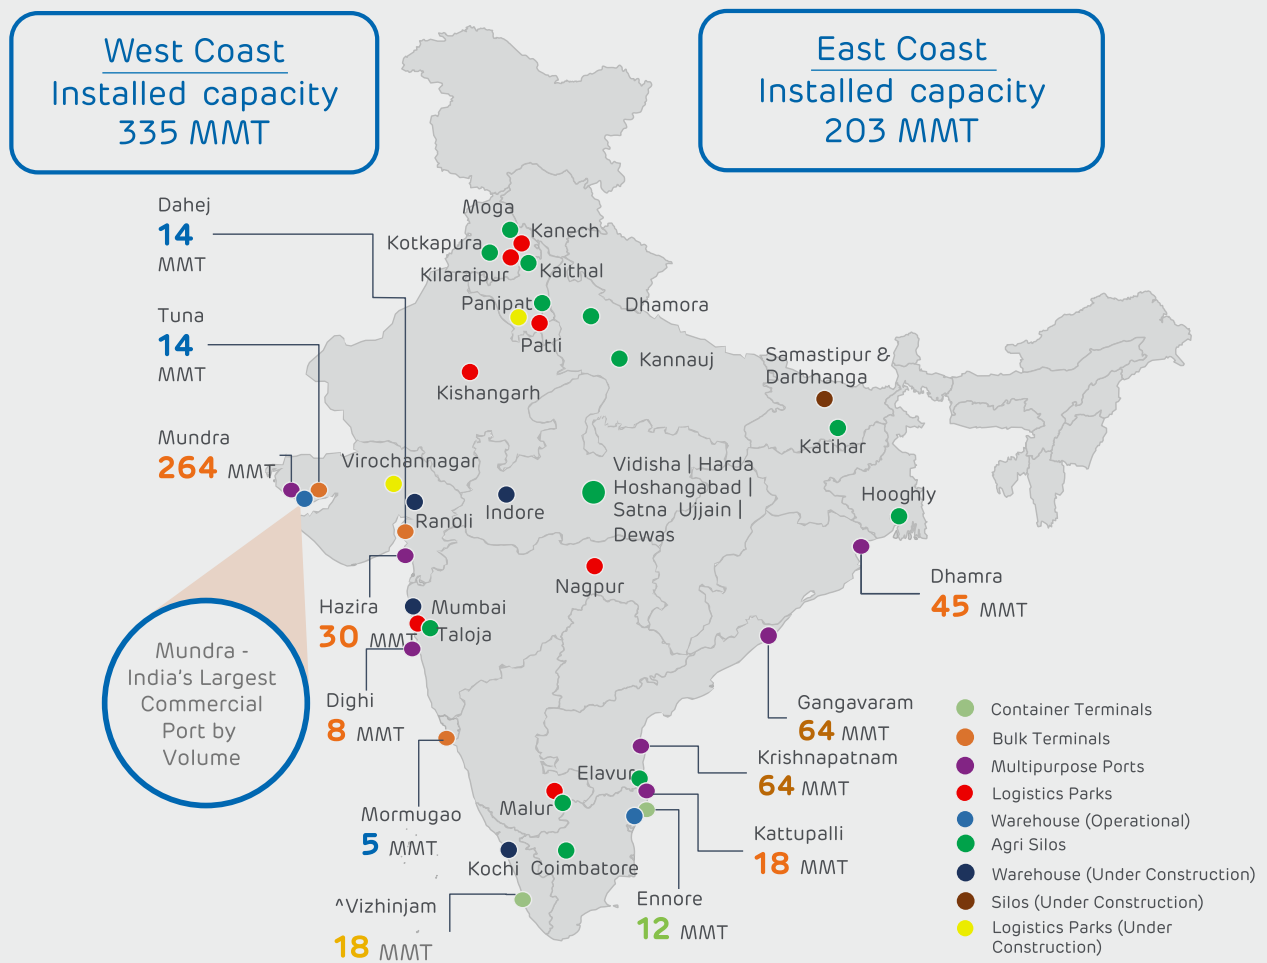 West Coast
Installed capacity
335 MMT
East Coast
Installed capacity
203 MMT
Dahej
14
MMT
Tuna
14
MMT
Mundra
264 MMT
Moga
Kanech
Kotkapura
Kilaraipur
Kaithal
Panipat
Patli
Dhamora
Kannauj
Kishangarh
Samastipur &
Darbhanga
Katihar
Virochannagar
Ranoli
Indore
Vidisha | Harda
Hoshangabad |
Satna Ujjain |
Dewas
Hooghly
Nagpur
Dhamra
45 MMT
Hazira
30 MMT
Mumbai
Taloja
Mundra -
India's Largest
Commercial
Port by
Volume
Dighi
8 MMT
Gangavaram
64 MMT
Krishnapatnam
64 MMT
Elavur
Malur
Mormugao
5 MMT
Kattupalli
18 MMT
Kochi
Coimbatore
Ennore
12 MMT
^Vizhinjam
18 MMT
Container Terminals
Bulk Terminals
Multipurpose Ports
Logistics Parks
Warehouse (Operational)
Agri Silos
Warehouse (Under Construction)
Silos (Under Construction)
Logistics Parks (Under
Construction)